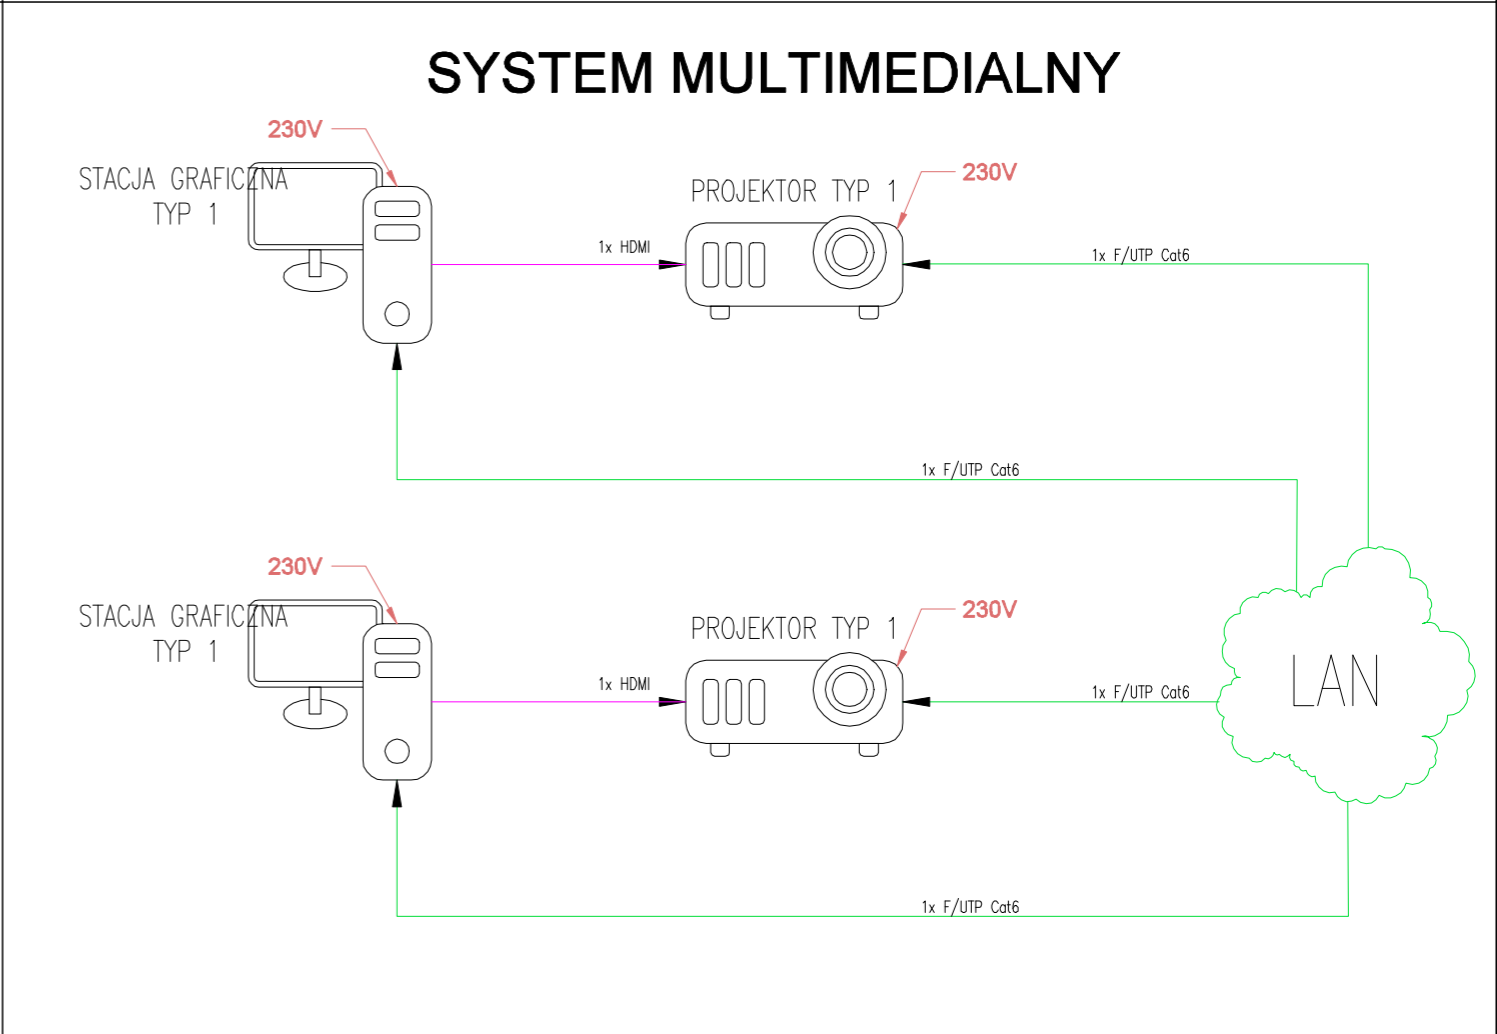 SYSTEM MULTIMEDIALNY
230V
STACJA GRAFICZNA
TYP 1
1x HDMI
PROJEKTOR TYP 1
230V
1x F/UTP Cat6
1x F/UTP Cat6
230V
STACJA GRAFICZNA
TYP 1
1x HDMI
PROJEKTOR TYP 1
230V
1x F/UTP Cat6
LAN
1x F/UTP Cat6